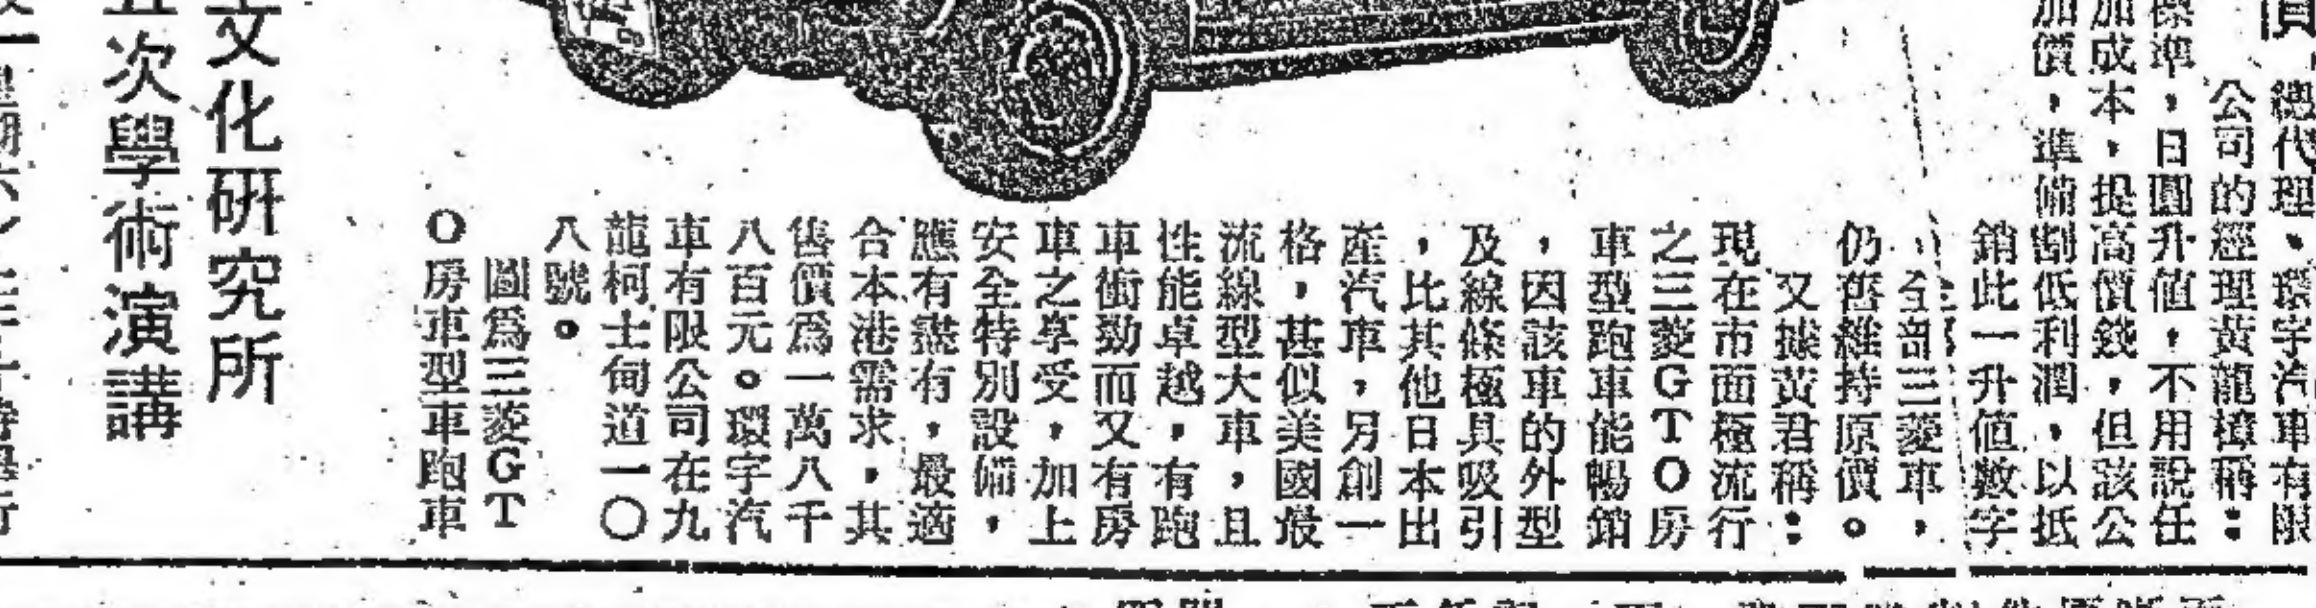 價
總代理、環宇汽車有限
公司的經理黃龍樟稱：
標準，日圓升值，不用說任
加成本，提高價錢，但該公
加價，準備割低利潤，以抵
銷此一升值數字
，全部三菱車，
仍舊維持原價。
又據黃君稱：
現在市面極流行
之三菱GTO房
車型跑車能暢銷
，因該車的外型
及線條極具吸引
，比其他日本出
產汽車，另創一
格，甚似美國最
流線型大車，且
性能卓越，有跑
車衝勁而又有房
車之享受，加上
安全特別設備，
應有盡有，最適
合本港需求，其
售價為一萬八千
八百元。環宇汽
車有限公司在九
龍柯士甸道一〇
八號。
圖為三菱GT
O房車型跑車
文化研究所
五次學術演講